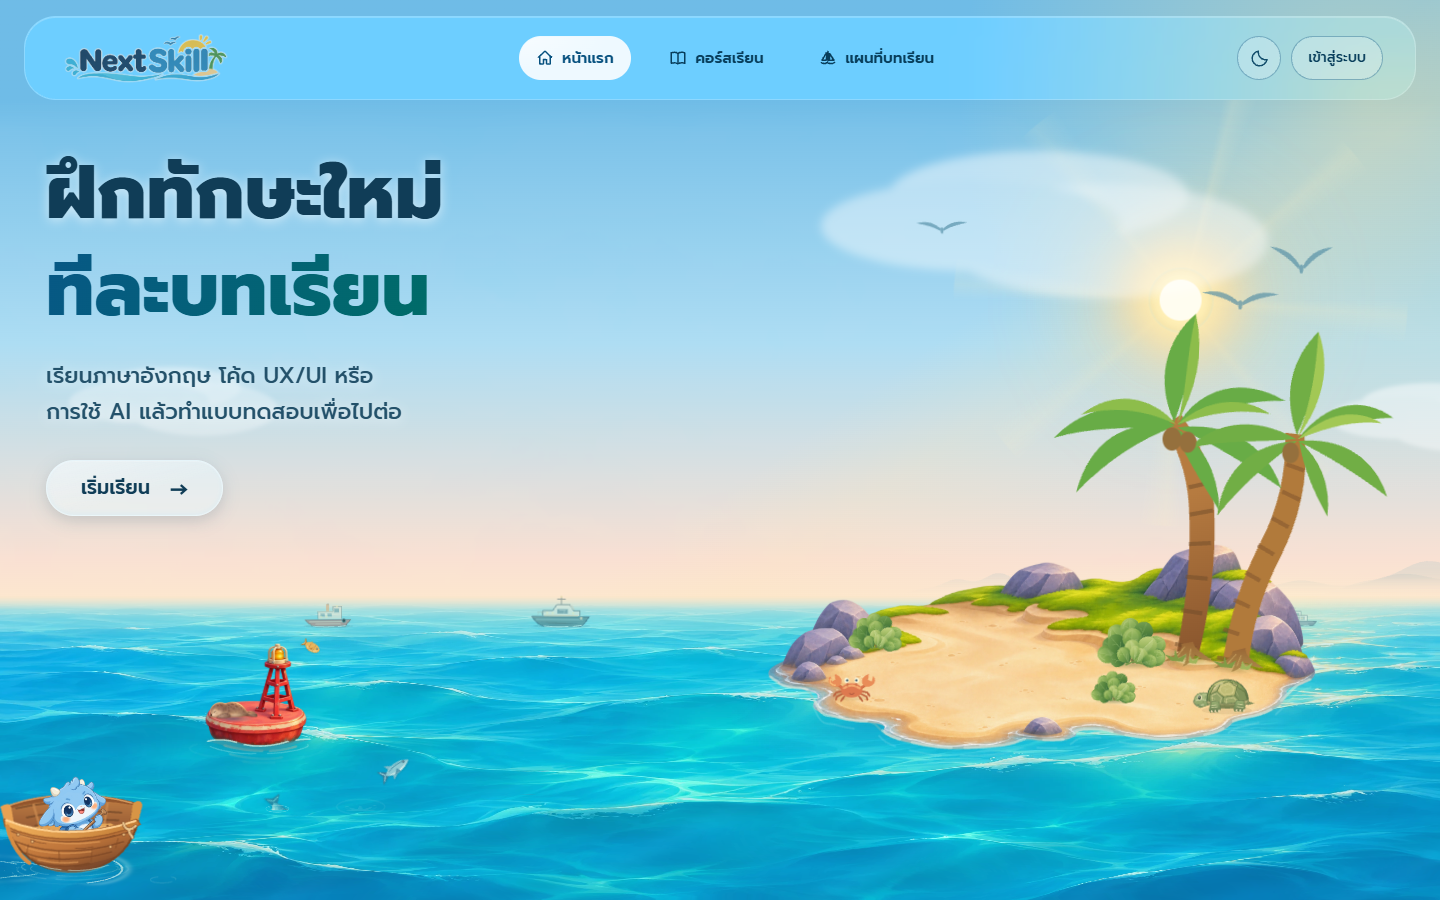 NextSkill
หน้าแรก
คอร์สเรียน
แผนที่บทเรียน
เข้าสู่ระบบ
ฝึกทักษะใหม่
ทีละบทเรียน
เรียนภาษาอังกฤษ โค้ด UX/UI หรือ
การใช้ AI แล้วทำแบบทดสอบเพื่อไปต่อ
เริ่มเรียน →